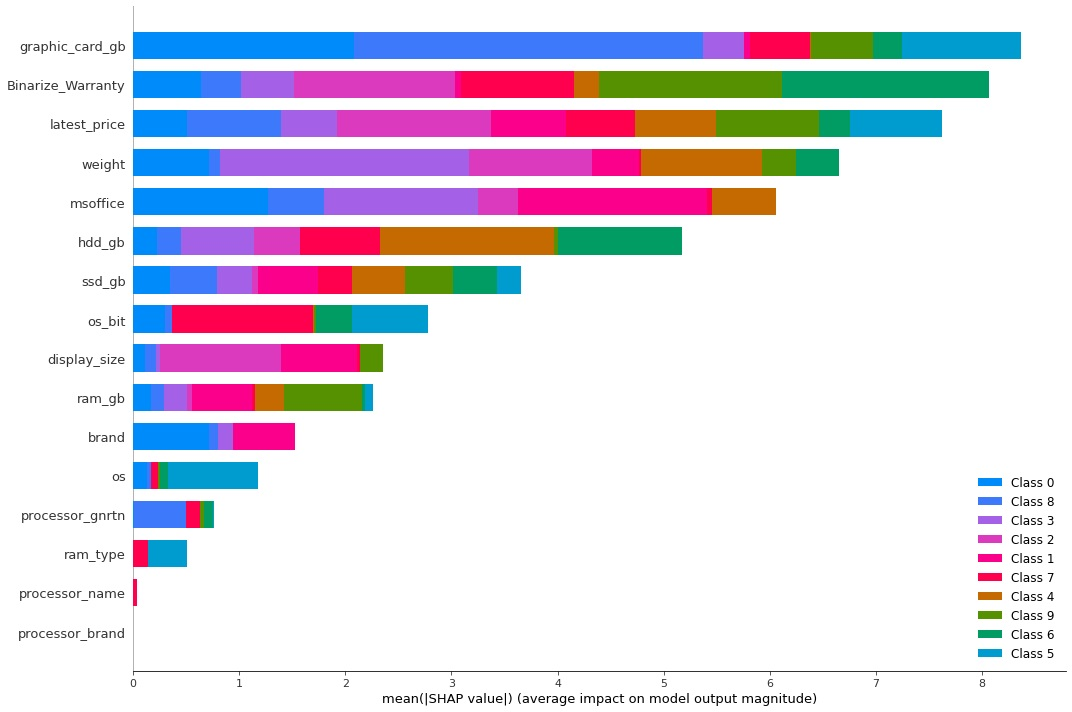 graphic_card_gb
Binarize_Warranty
latest_price
weight
msoffice
hdd_gb
ssd_gb
os_bit
display_size
ram_gb
brand
os
processor_gnrtn
ram_type
processor_name
processor_brand
Class 0
Class 8
Class 3
Class 2
Class 1
Class 7
Class 4
Class 9
Class 6
Class 5
0 1 2 3 4 5 6 7 8
mean(|SHAP value|) (average impact on model output magnitude)